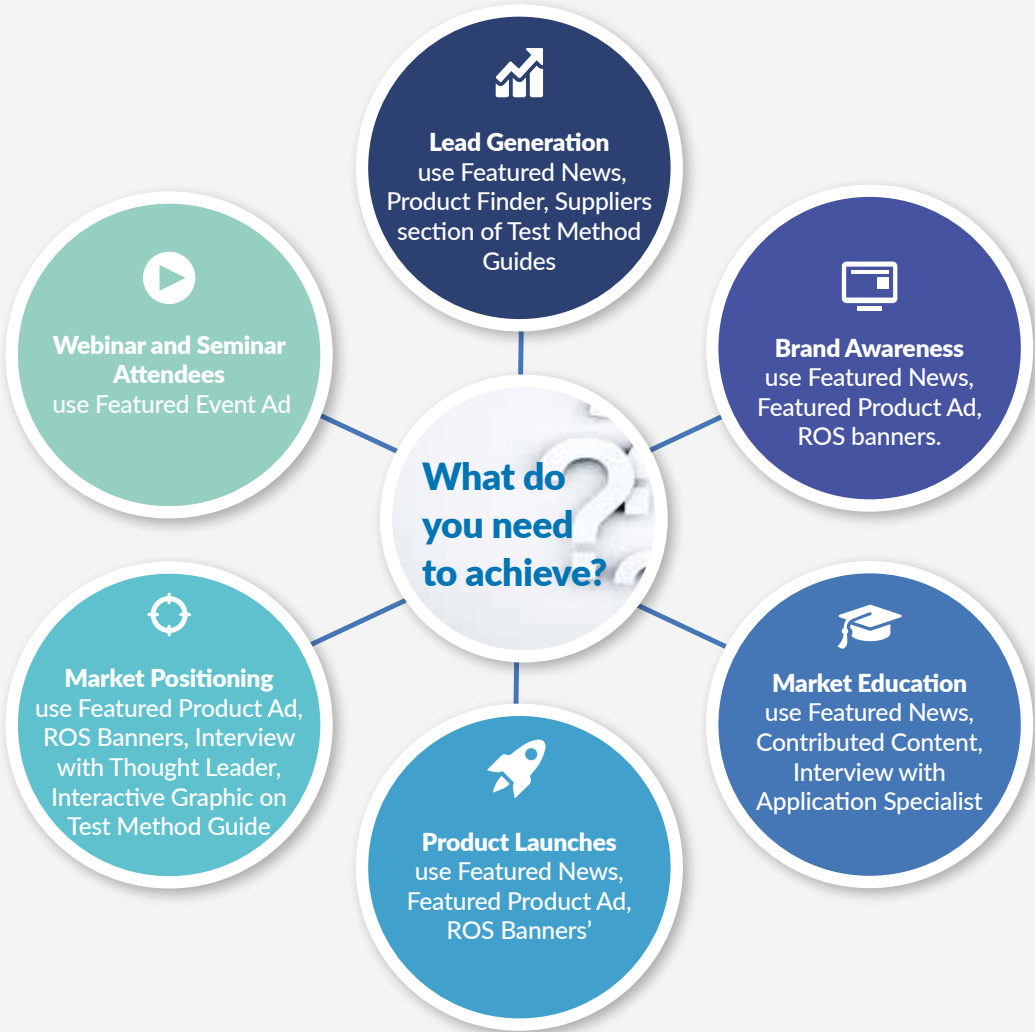 Lead Generation
use Featured News,
Product Finder, Suppliers
section of Test Method
Guides
Webinar and Seminar
Attendees
use Featured Event Ad
Brand Awareness
use Featured News,
Featured Product Ad,
ROS banners.
What do
you need
to achieve?
Market Positioning
use Featured Product Ad,
ROS Banners, Interview
with Thought Leader,
Interactive Graphic on
Test Method Guide
Market Education
use Featured News,
Contributed Content,
Interview with
Application Specialist
Product Launches
use Featured News,
Featured Product Ad,
ROS Banners’